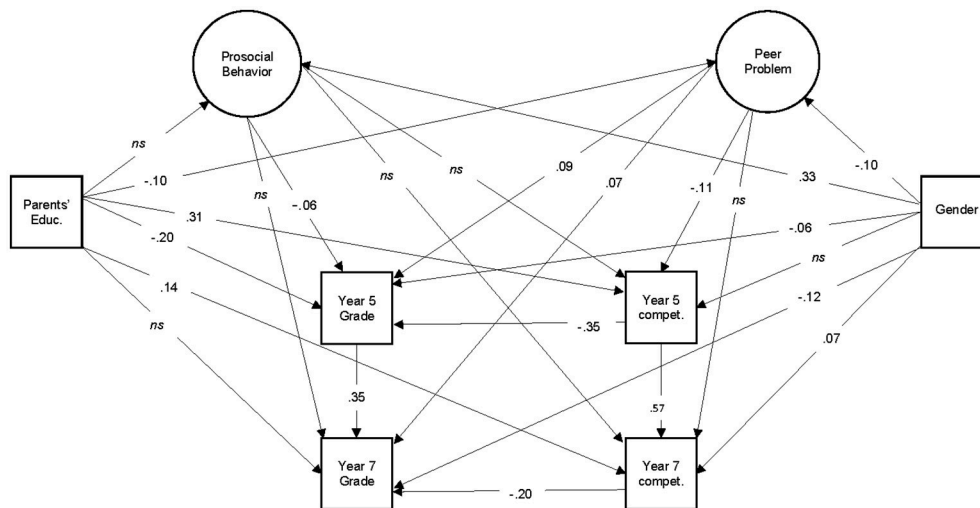 Prosocial
Behavior
Peer
Problem
ns
-.10
ns
.09
.07
-.11
ns
.33
-.10
Parents'
Educ.
Gender
ns
-.06
.31
-.20
-.06
ns
.14
-.12
ns
Year 5
Grade
Year 5
compet.
-.35
.07
.35
.57
Year 7
Grade
Year 7
compet.
-.20